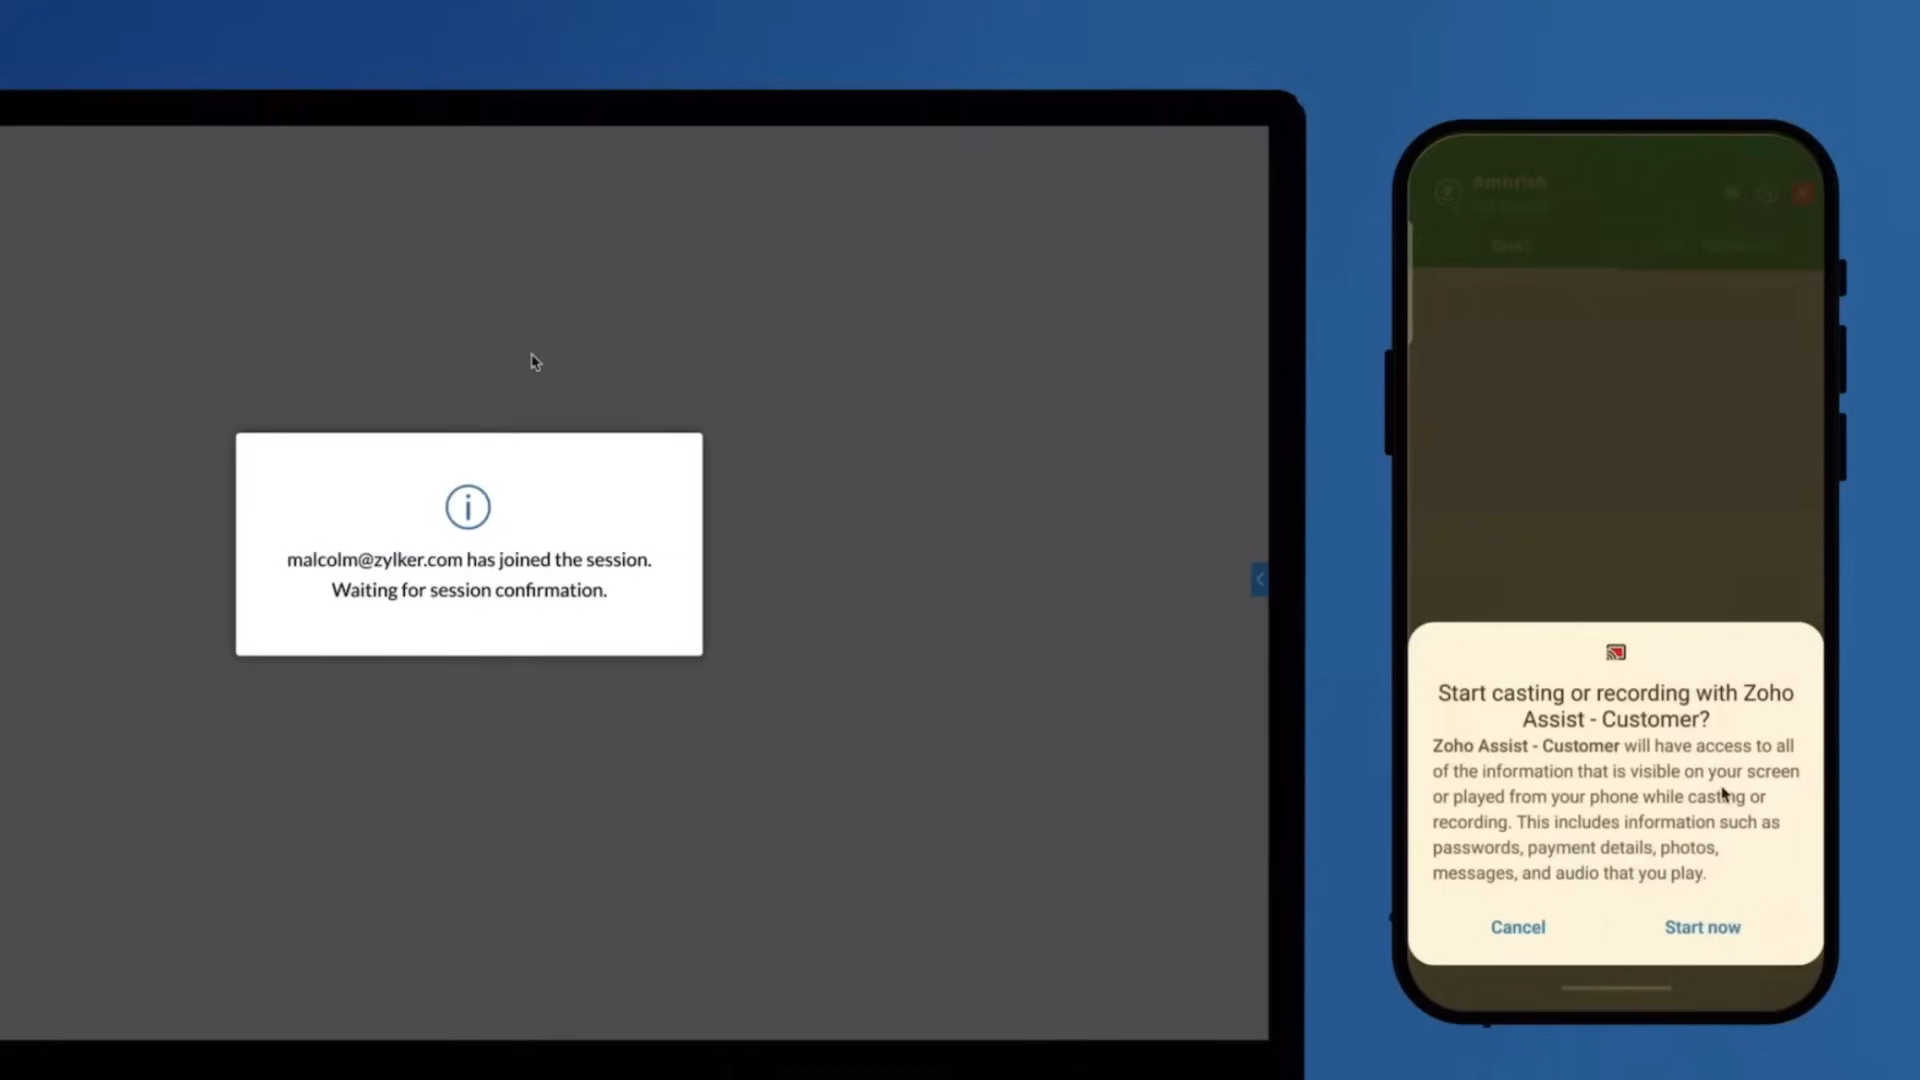 malcolm@zylker.com has joined the session.
Waiting for session confirmation.
Ambrish
Chat
Start casting or recording with Zoho
Assist - Customer?
Zoho Assist - Customer will have access to all
of the information that is visible on your screen
or played from your phone while casting or
recording. This includes information such as
passwords, payment details, photos,
messages, and audio that you play.
Cancel
Start now